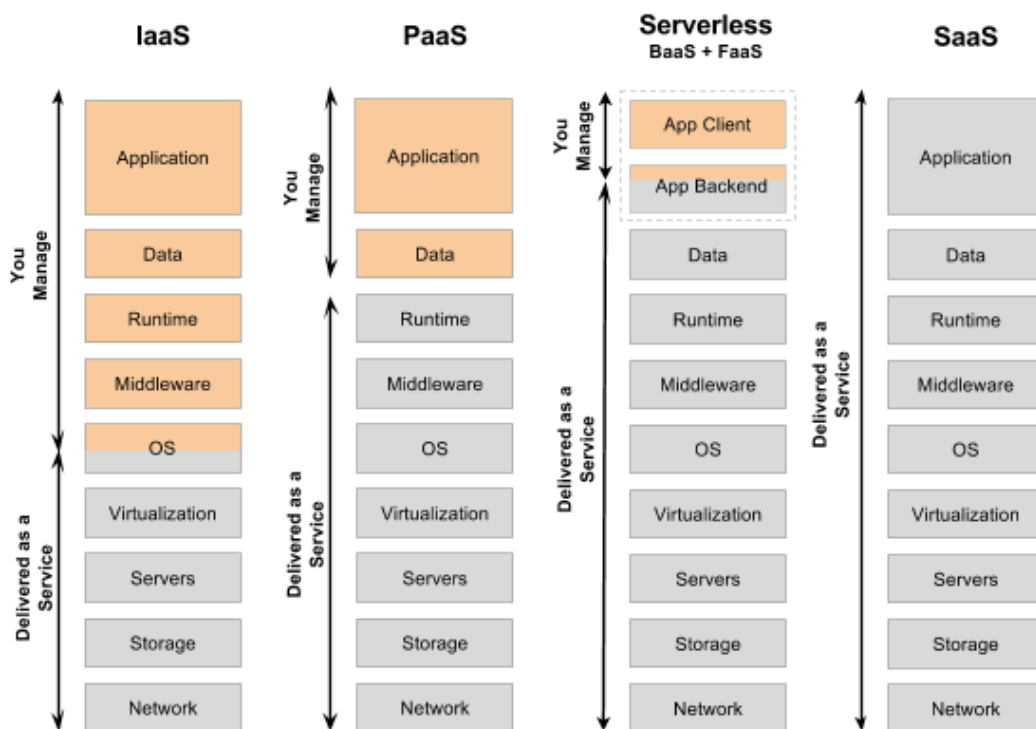 IaaS
You
Manage
Delivered as a
Service
Application
Data
Runtime
Middleware
OS
Virtualization
Servers
Storage
Network
PaaS
You
Manage
Delivered as a
Service
Application
Data
Runtime
Middleware
OS
Virtualization
Servers
Storage
Network
Serverless
BaaS + FaaS
You
Manage
Delivered as a
Service
App Client
App Backend
Data
Runtime
Middleware
OS
Virtualization
Servers
Storage
Network
SaaS
Delivered as a
Service
Application
Data
Runtime
Middleware
OS
Virtualization
Servers
Storage
Network